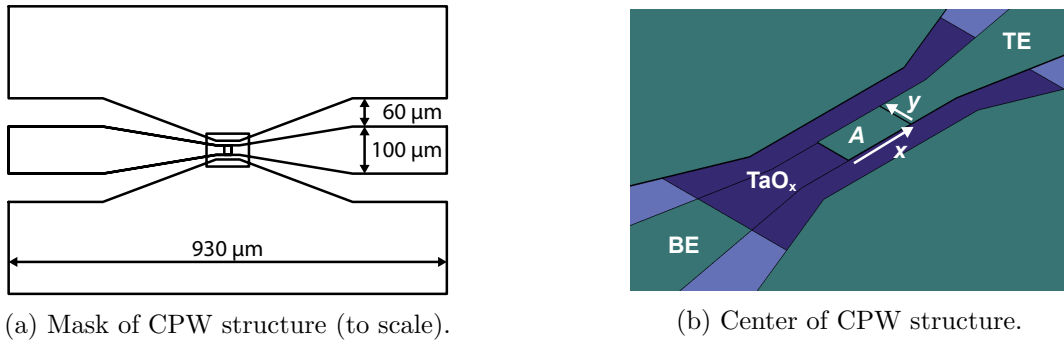 60 μm
100 μm
930 μm
(a) Mask of CPW structure (to scale).
TE
y
A
x
TaOₓ
BE
(b) Center of CPW structure.